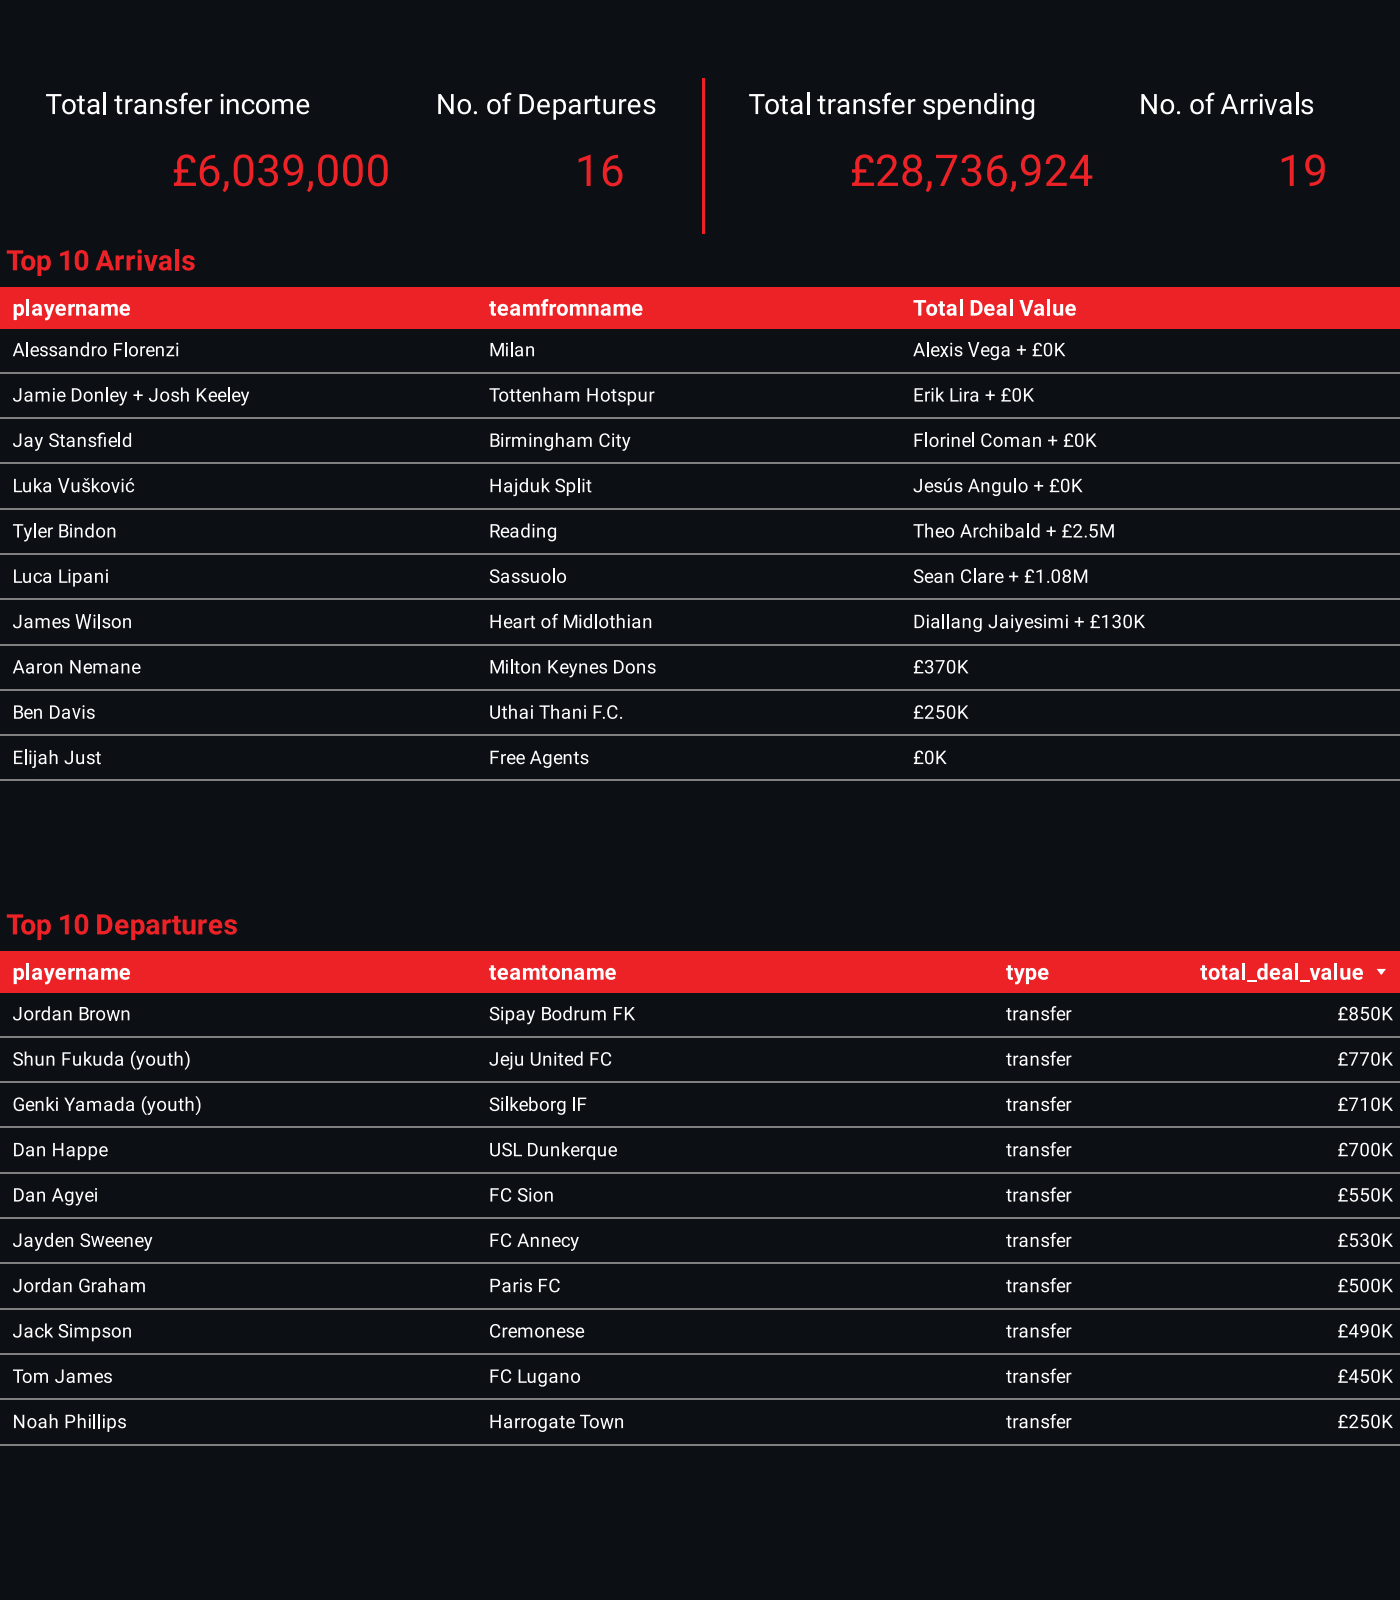 Total transfer income No. of Departures Total transfer spending No. of Arrivals
£6,039,000 16 £28,736,924 19
Top 10 Arrivals
playername teamfromname Total Deal Value
Alessandro Florenzi Milan Alexis Vega + £0K
Jamie Donley + Josh Keeley Tottenham Hotspur Erik Lira + £0K
Jay Stansfield Birmingham City Florinel Coman + £0K
Luka Vušković Hajduk Split Jesús Angulo + £0K
Tyler Bindon Reading Theo Archibald + £2.5M
Luca Lipani Sassuolo Sean Clare + £1.08M
James Wilson Heart of Midlothian Diallang Jaiyesimi + £130K
Aaron Nemane Milton Keynes Dons £370K
Ben Davis Uthai Thani F.C. £250K
Elijah Just Free Agents £0K
Top 10 Departures
playername teamtoname type total_deal_value
Jordan Brown Sipay Bodrum FK transfer £850K
Shun Fukuda (youth) Jeju United FC transfer £770K
Genki Yamada (youth) Silkeborg IF transfer £710K
Dan Happe USL Dunkerque transfer £700K
Dan Agyei FC Sion transfer £550K
Jayden Sweeney FC Annecy transfer £530K
Jordan Graham Paris FC transfer £500K
Jack Simpson Cremonese transfer £490K
Tom James FC Lugano transfer £450K
Noah Phillips Harrogate Town transfer £250K